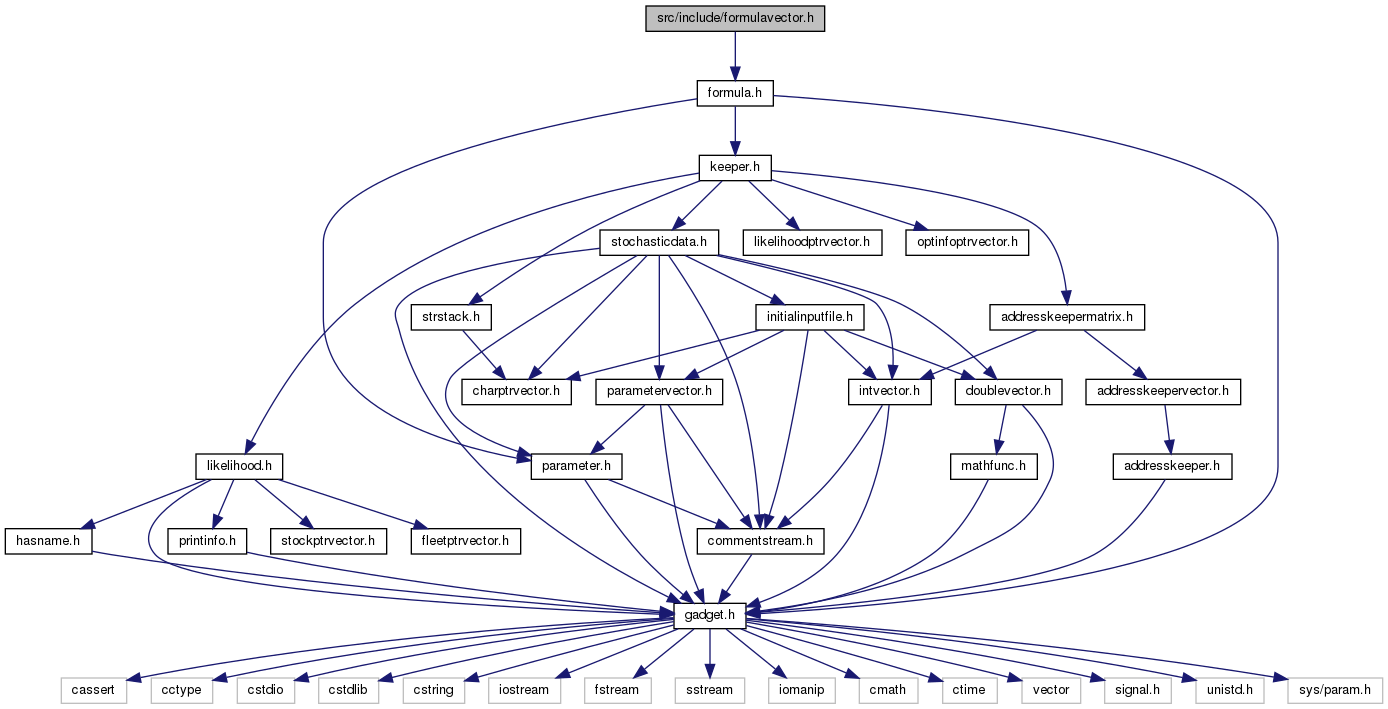 src/include/formulavector.h
formula.h
keeper.h
stochasticdata.h
likelihoodptrvector.h
optinfoptrvector.h
strstack.h
initialinputfile.h
addresskeepermatrix.h
charptrvector.h
parametervector.h
intvector.h
doublevector.h
addresskeepervector.h
likelihood.h
parameter.h
mathfunc.h
addresskeeper.h
hasname.h
printinfo.h
stockptrvector.h
fleetptrvector.h
commentstream.h
gadget.h
cassert
cctype
cstdio
cstdlib
cstring
iostream
fstream
sstream
iomanip
cmath
ctime
vector
signal.h
unistd.h
sys/param.h